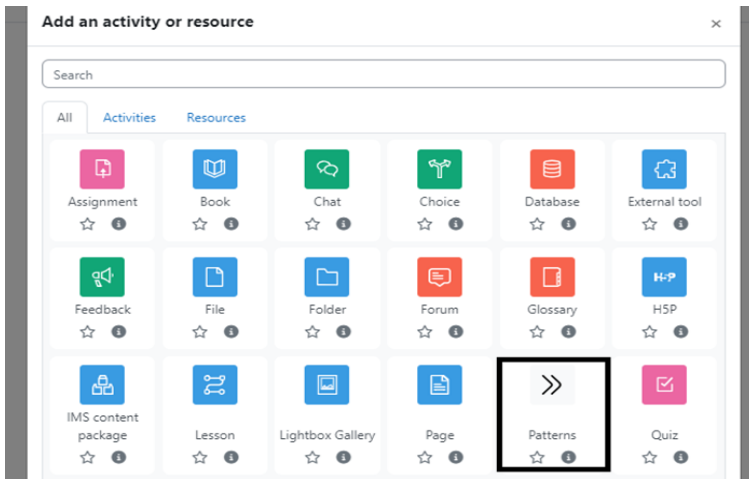 Add an activity or resource
×
Search
All Activities Resources
Assignment Book Chat Choice Database External tool
Feedback File Folder Forum Glossary H5P
H-P
IMS content
package Lesson Lightbox Gallery Page Patterns Quiz